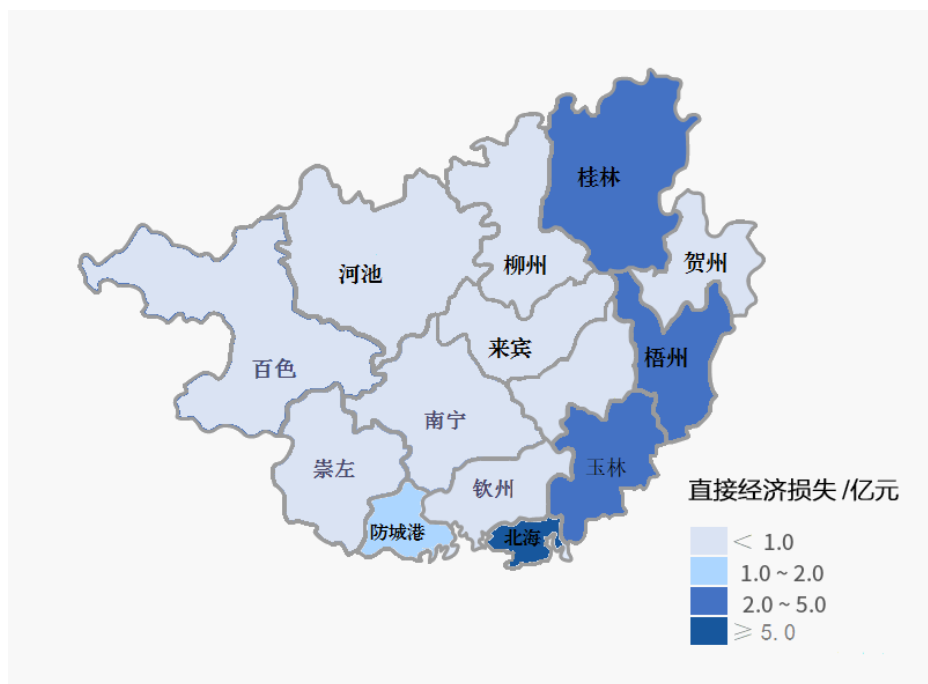 桂林
贺州
柳州
河池
来宾
梧州
百色
南宁
崇左
玉林
钦州
防城港
北海
直接经济损失 /亿元
< 1.0
1.0 ~ 2.0
2.0 ~ 5.0
≥ 5.0